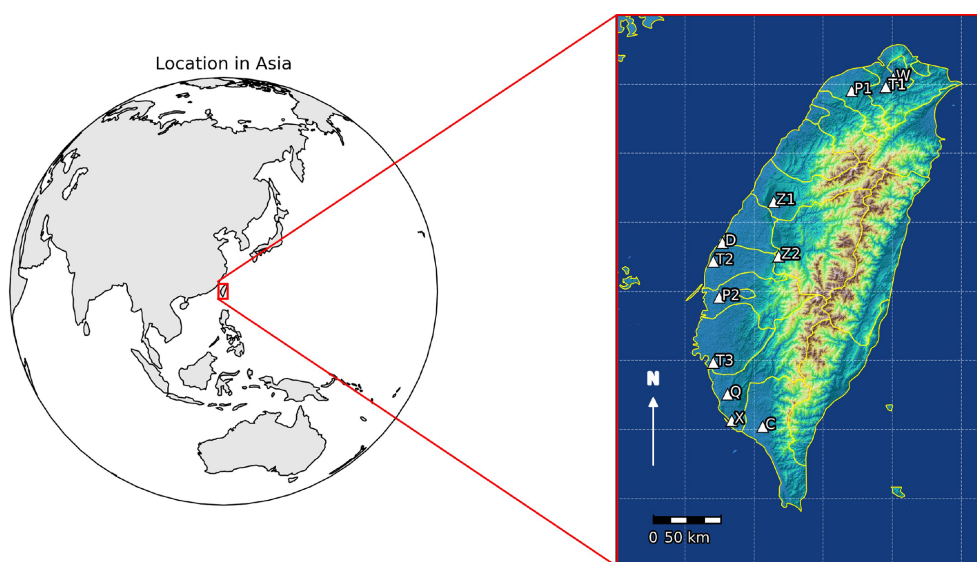 Location in Asia
W
T1
P1
Z1
D
Z2
T2
P2
T3
Q
X
C
N
0 50 km